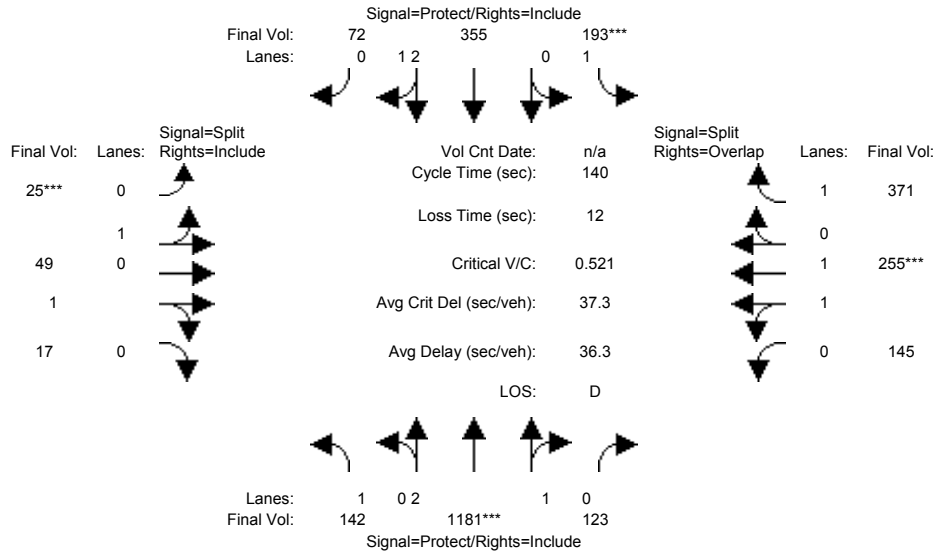 Signal=Protect/Rights=Include
Final Vol: 72 355 193***
Lanes: 0 1 2 0 1
Signal=Split Signal=Split
Final Vol: Lanes: Rights=Include Vol Cnt Date: n/a Rights=Overlap Lanes: Final Vol:
Cycle Time (sec): 140
25*** 0 1 371
Loss Time (sec): 12
1 0
49 0 Critical V/C: 0.521 1 255***
1 Avg Crit Del (sec/veh): 37.3 1
17 0 Avg Delay (sec/veh): 36.3 0 145
LOS: D
Lanes: 1 0 2 1 0
Final Vol: 142 1181*** 123
Signal=Protect/Rights=Include